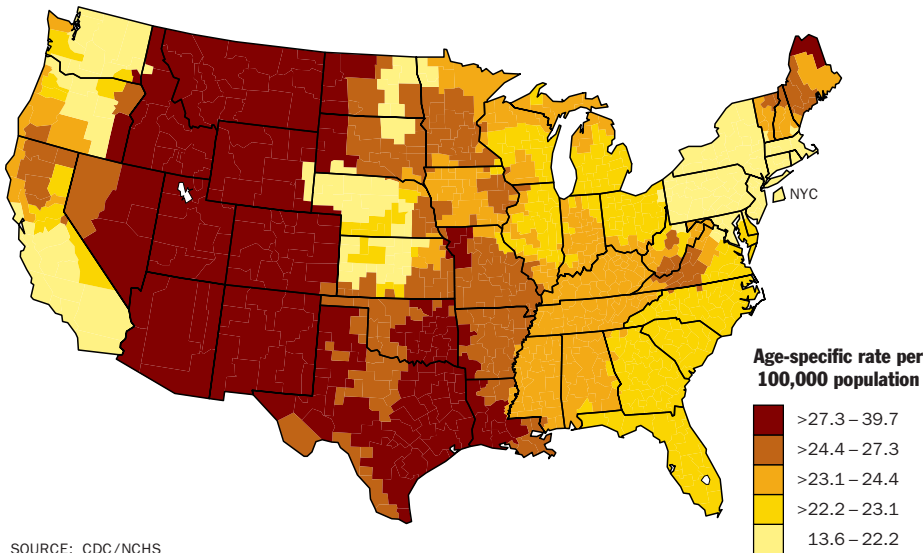 NYC
Age-specific rate per
100,000 population
>27.3 – 39.7
>24.4 – 27.3
>23.1 – 24.4
>22.2 – 23.1
13.6 – 22.2
SOURCE: CDC/NCHS